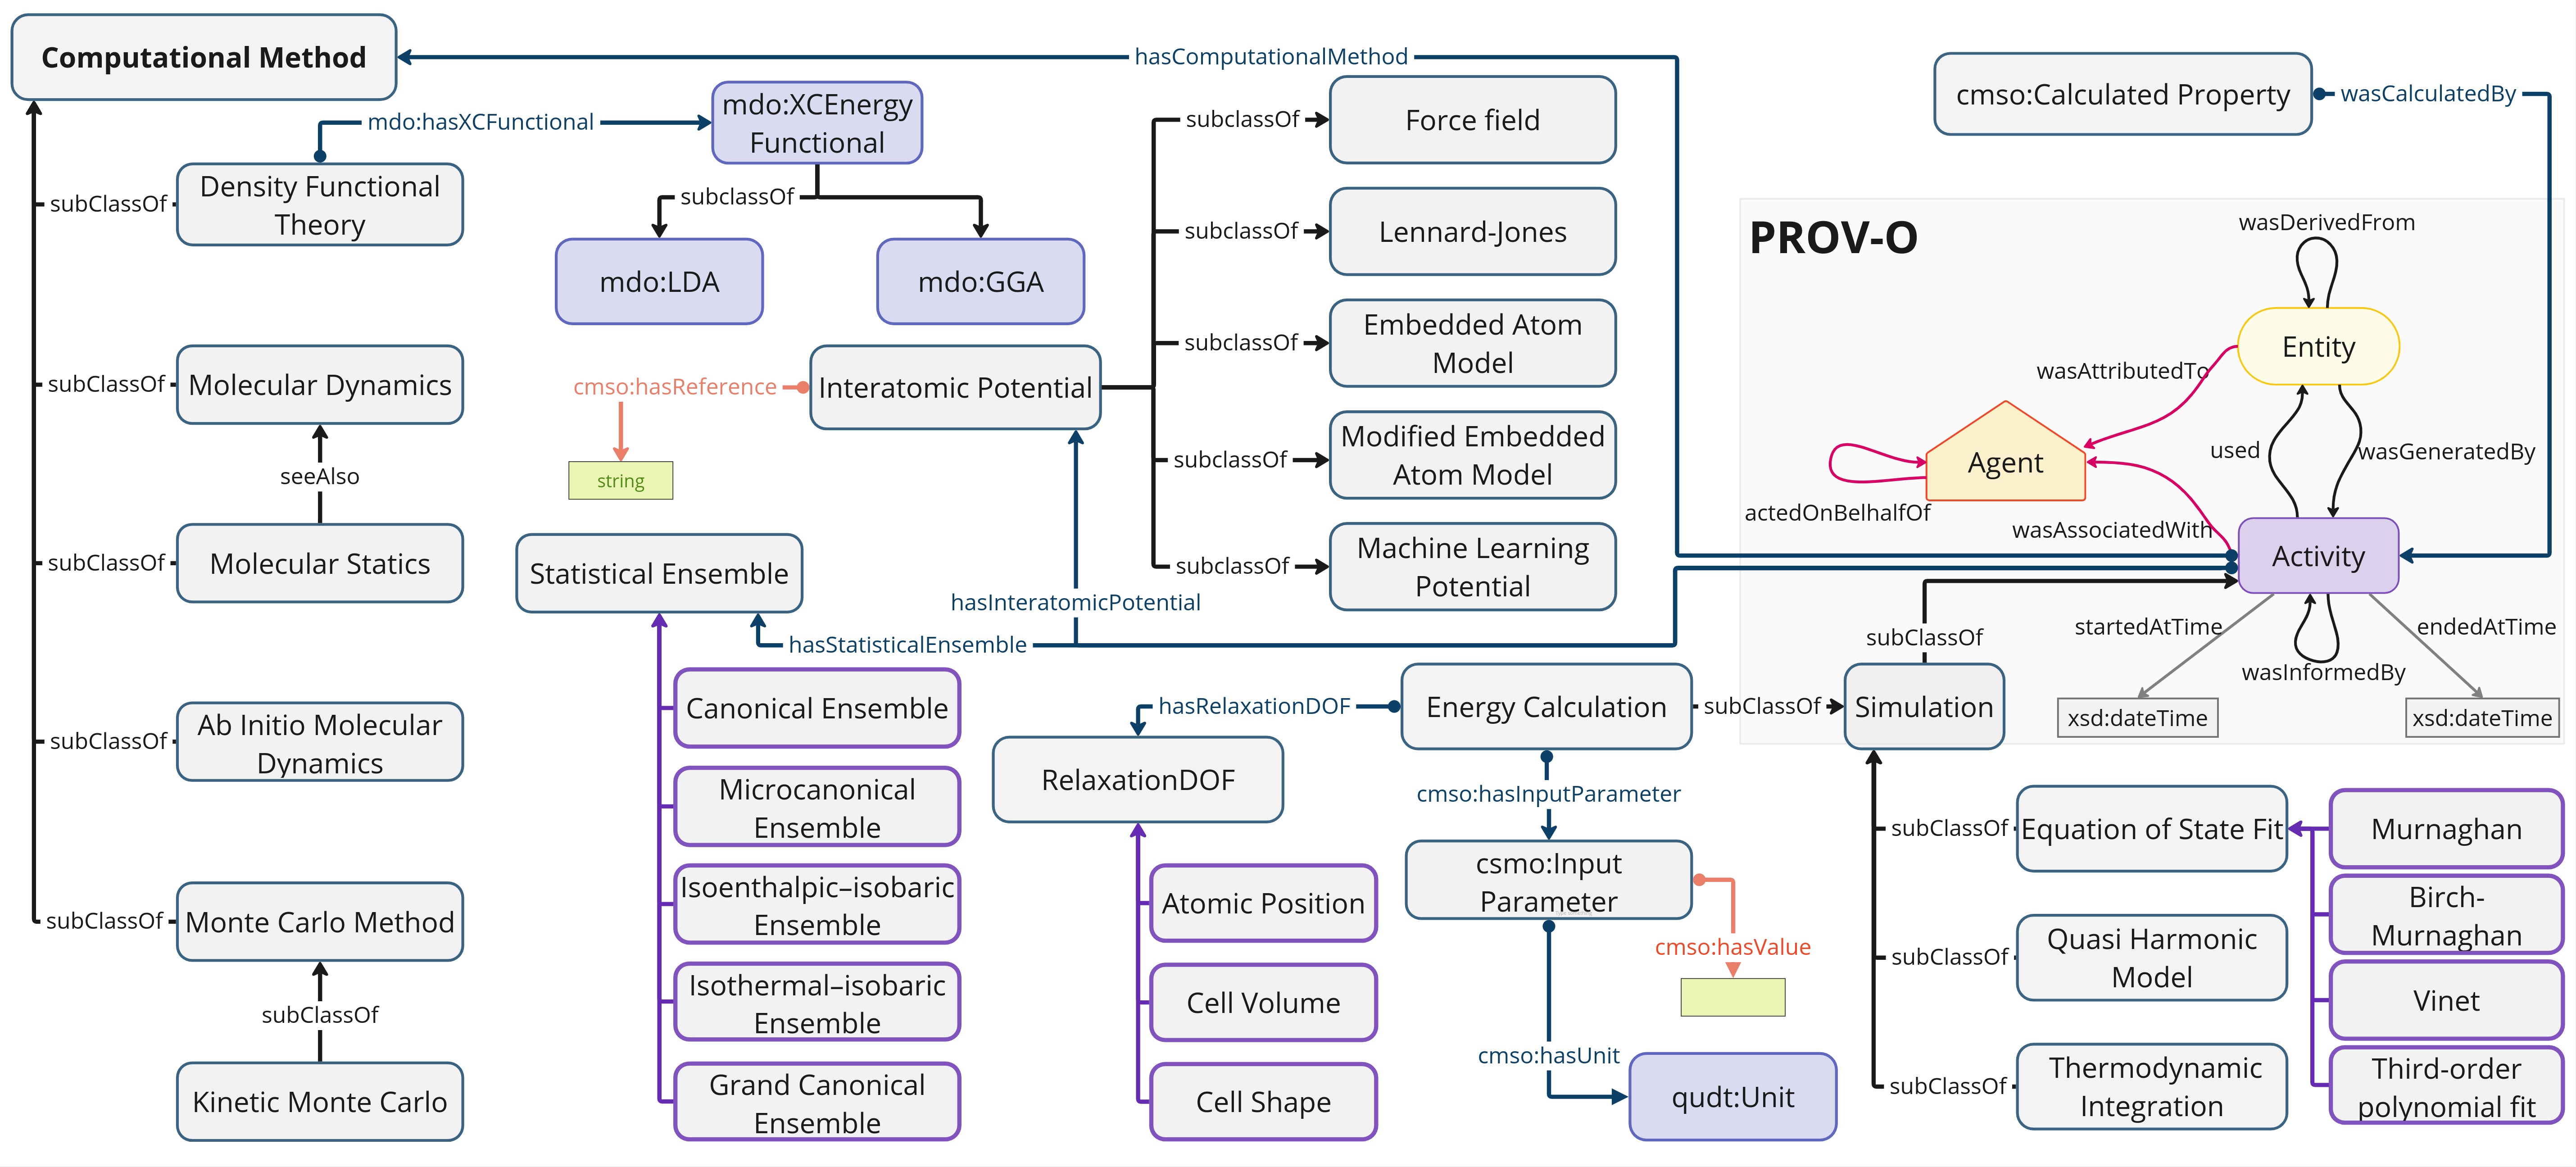 Computational Method
hasComputationalMethod
cmso:Calculated Property
wasCalculatedBy
mdo:hasXCFunctional
mdo:XCEnergy
Functional
subclassOf
Force field
subClassOf
Density Functional
Theory
subclassOf
mdo:LDA
mdo:GGA
subclassOf
Lennard-Jones
PROV-O
wasDerivedFrom
Entity
subclassOf
Embedded Atom
Model
subClassOf
Molecular Dynamics
cmso:hasReference
Interatomic Potential
wasAttributedTo
seeAlso
string
subclassOf
Modified Embedded
Atom Model
Agent
used
wasGeneratedBy
actedOnBelhalfOf
wasAssociatedWith
subClassOf
Molecular Statics
Statistical Ensemble
subclassOf
Machine Learning
Potential
Activity
hasInteratomicPotential
hasStatisticalEnsemble
subClassOf
startedAtTime
endedAtTime
wasInformedBy
subClassOf
Ab Initio Molecular
Dynamics
Canonical Ensemble
hasRelaxationDOF
Energy Calculation
subClassOf
Simulation
xsd:dateTime
xsd:dateTime
Microcanonical
Ensemble
RelaxationDOF
cmso:hasInputParameter
subClassOf
Equation of State Fit
Murnaghan
subClassOf
Monte Carlo Method
Isoenthalpic–isobaric
Ensemble
Atomic Position
csmo:Input
Parameter
cmso:hasValue
subClassOf
Quasi Harmonic
Model
Birch-
Murnaghan
subClassOf
Isothermal–isobaric
Ensemble
Cell Volume
Vinet
Kinetic Monte Carlo
Grand Canonical
Ensemble
Cell Shape
cmso:hasUnit
qudt:Unit
subClassOf
Thermodynamic
Integration
Third-order
polynomial fit